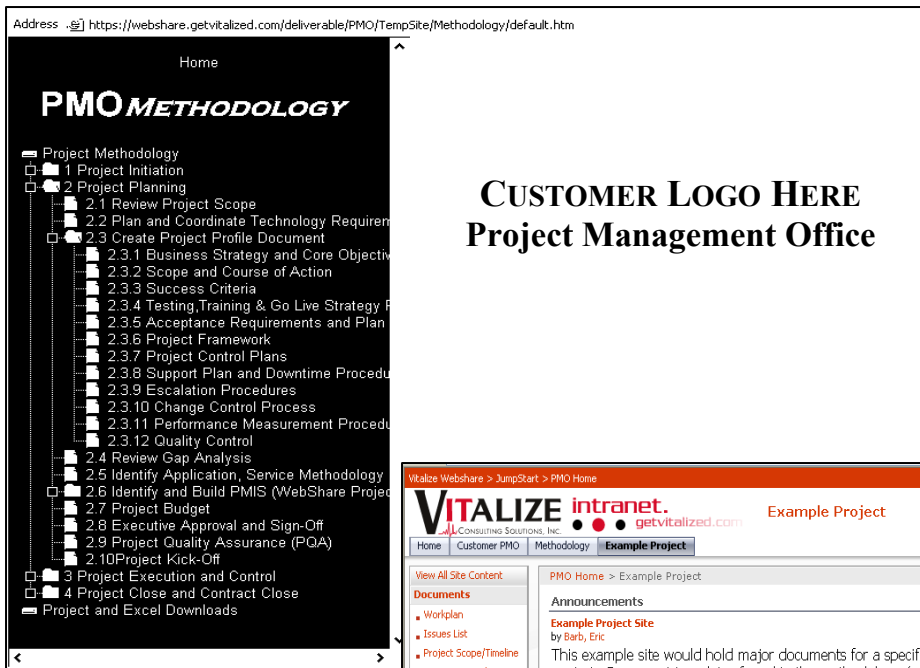 Address https://webshare.getvitalized.com/deliverable/PMO/TempSite/Methodology/default.htm
Home
PMO METHODOLOGY
Project Methodology
1 Project Initiation
2 Project Planning
2.1 Review Project Scope
2.2 Plan and Coordinate Technology Requirem
2.3 Create Project Profile Document
2.3.1 Business Strategy and Core Objectiv
2.3.2 Scope and Course of Action
2.3.3 Success Criteria
2.3.4 Testing,Training & Go Live Strategy
2.3.5 Acceptance Requirements and Plan
2.3.6 Project Framework
2.3.7 Project Control Plans
2.3.8 Support Plan and Downtime Procedu
2.3.9 Escalation Procedures
2.3.10 Change Control Process
2.3.11 Performance Measurement Procedu
2.3.12 Quality Control
2.4 Review Gap Analysis
2.5 Identify Application, Service Methodology
2.6 Identify and Build PMIS (WebShare Projec
2.7 Project Budget
2.8 Executive Approval and Sign-Off
2.9 Project Quality Assurance (PQA)
2.10Project Kick-Off
3 Project Execution and Control
4 Project Close and Contract Close
Project and Excel Downloads
CUSTOMER LOGO HERE
Project Management Office
Vitalize Webshare > JumpStart > PMO Home
VITALIZE
CONSULTING SOLUTIONS, INC.
intranet.
getvitalized.com
Example Project
Home Customer PMO Methodology Example Project
View All Site Content
Documents
Workplan
Issues List
Project Scope/Timeline
PMO Home > Example Project
Announcements
Example Project Site
by Barb, Eric
This example site would hold major documents for a specif